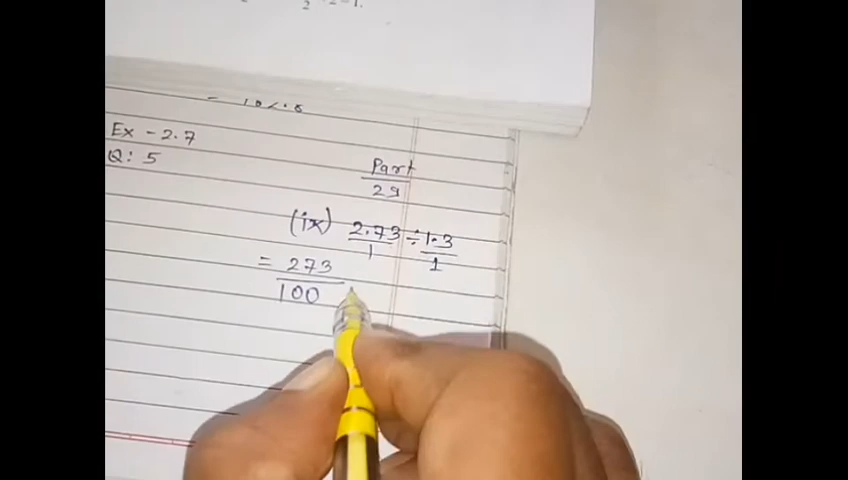 Ex - 2.7
Q: 5
Part
29
(ix) 2.73 ÷ 1.3
1 1
= 273
100